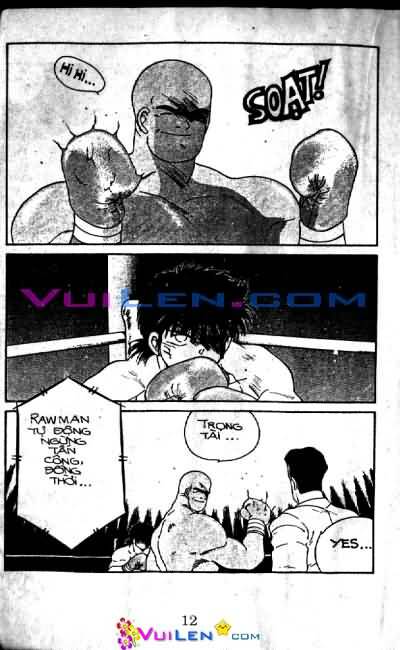 HI HI...
SOẠT!
VUILEN.COM
RAWMAN
TỰ ĐỘNG
NGỪNG
TẤN
CÔNG,
ĐỒNG
THỜI...
TRỌNG
TÀI...
YES...
12
VUILEN.COM